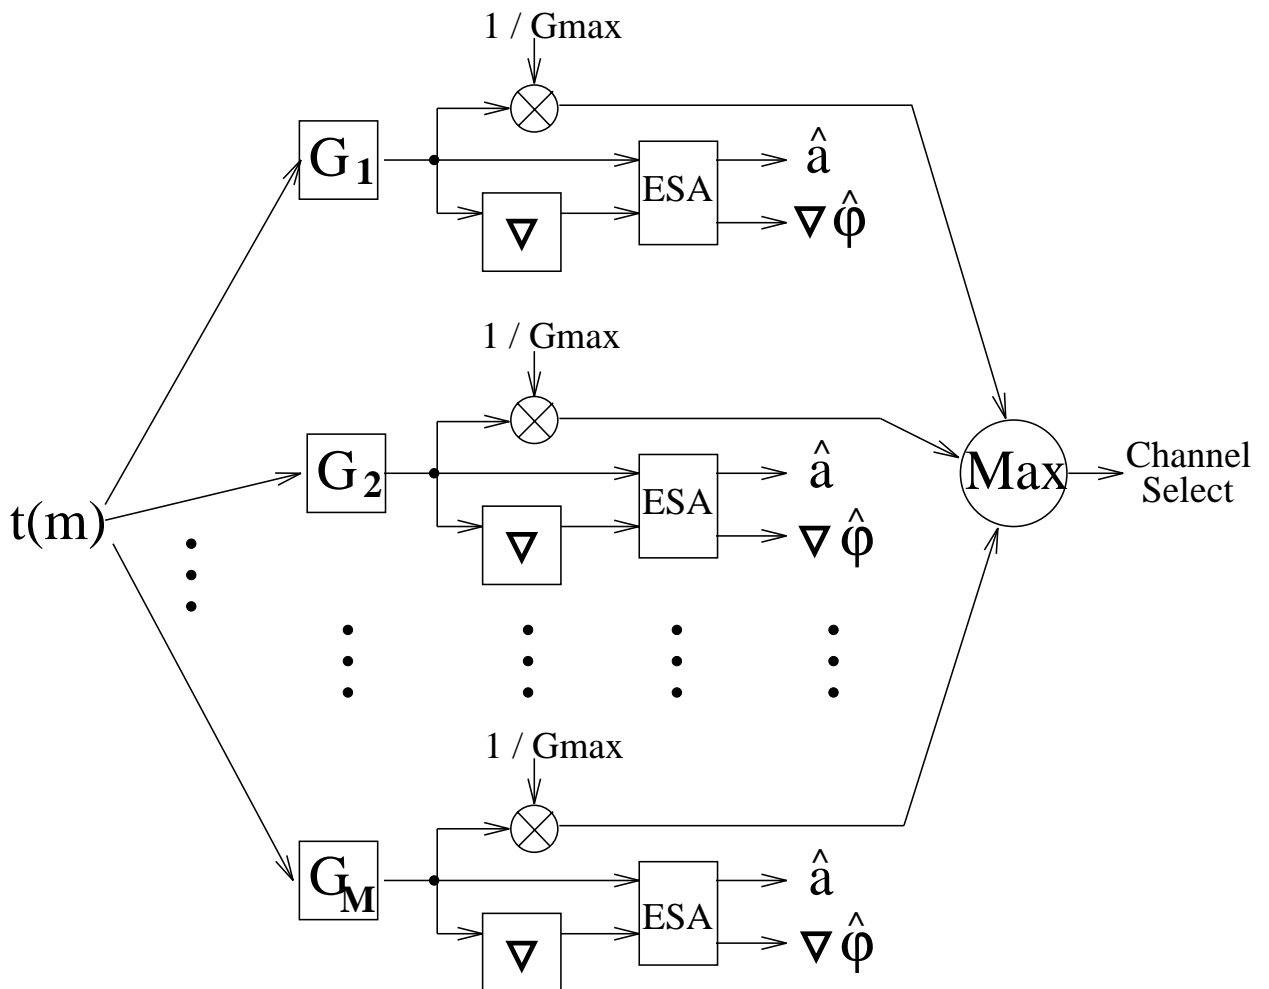 1 / Gmax
G1
ESA
â
∇
∇φ̂
1 / Gmax
G2
ESA
â
∇
∇φ̂
t(m)
Max
Channel
Select
1 / Gmax
GM
ESA
â
∇
∇φ̂